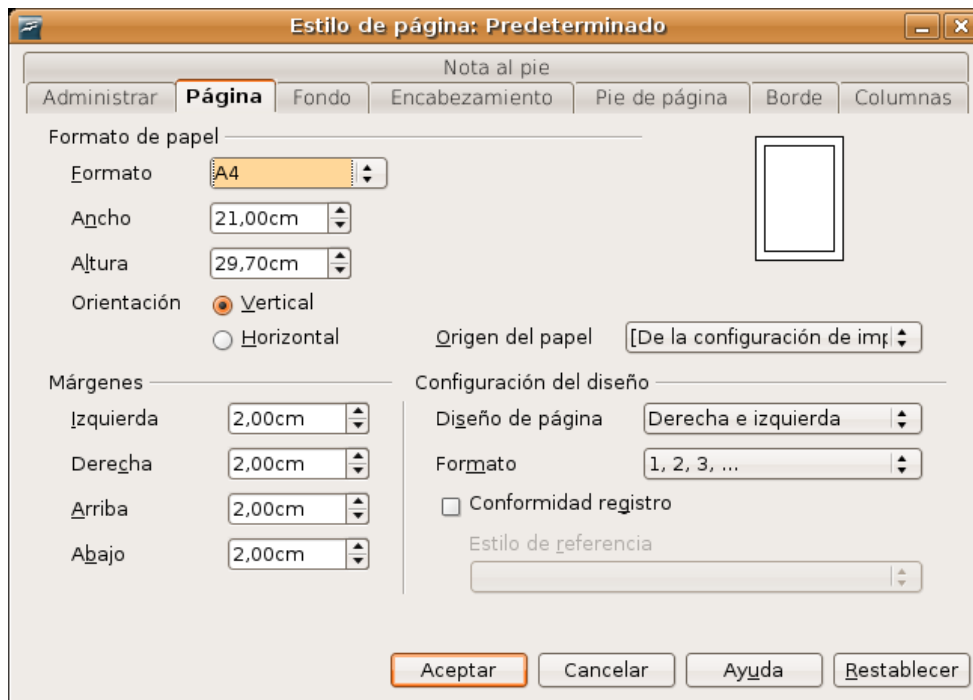 Estilo de página: Predeterminado
Nota al pie
Administrar Página Fondo Encabezamiento Pie de página Borde Columnas
Formato de papel
Formato A4
Ancho 21,00cm
Altura 29,70cm
Orientación Vertical
Horizontal Origen del papel [De la configuración de imp
Márgenes Configuración del diseño
Izquierda 2,00cm Diseño de página Derecha e izquierda
Derecha 2,00cm Formato 1, 2, 3, ...
Arriba 2,00cm Conformidad registro
Abajo 2,00cm Estilo de referencia
Aceptar Cancelar Ayuda Restablecer